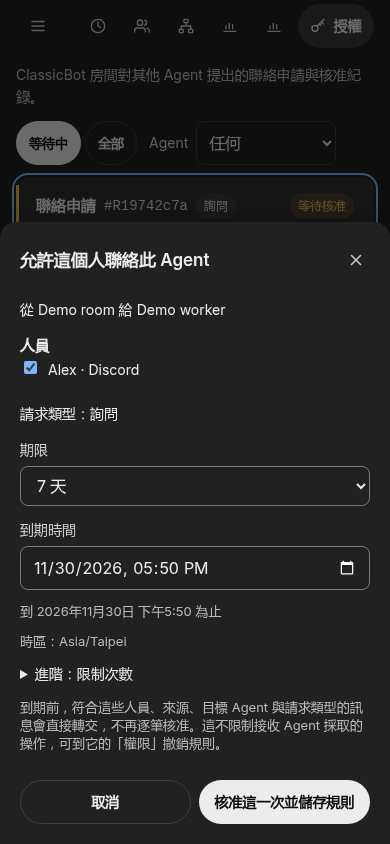 授權
ClassicBot 房間對其他 Agent 提出的聯絡申請與核准紀
錄。
等待中 全部 Agent 任何
聯絡申請 #R19742c7a 詢問 等待核准
允許這個人聯絡此 Agent
從 Demo room 給 Demo worker
人員
Alex · Discord
請求類型：詢問
期限
7 天
到期時間
11/30/2026, 05:50 PM
到 2026年11月30日 下午5:50 為止
時區：Asia/Taipei
進階：限制次數
到期前，符合這些人員、來源、目標 Agent 與請求類型的訊
息會直接轉交，不再逐筆核准。這不限制接收 Agent 採取的
操作，可到它的「權限」撤銷規則。
取消 核准這一次並儲存規則